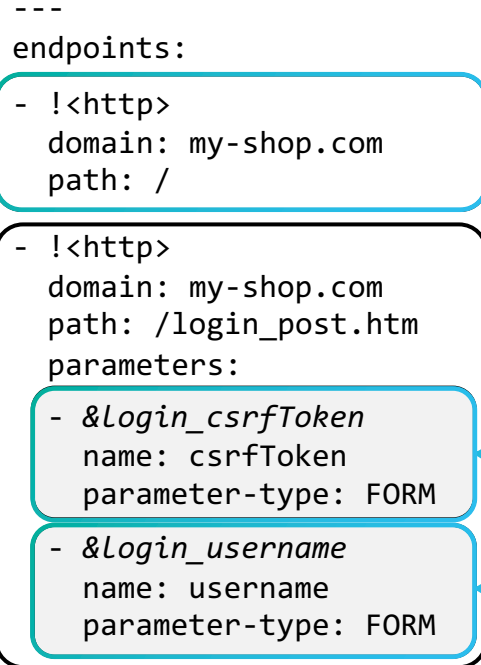 ---
endpoints:
- !<http>
  domain: my-shop.com
  path: /
- !<http>
  domain: my-shop.com
  path: /login_post.htm
  parameters:
  - &login_csrfToken
    name: csrfToken
    parameter-type: FORM
  - &login_username
    name: username
    parameter-type: FORM